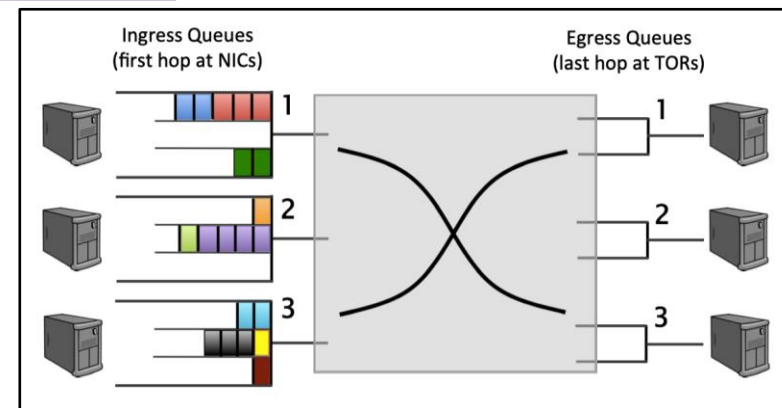 Ingress Queues
(first hop at NICs)
Egress Queues
(last hop at TORs)
1
2
3
1
2
3